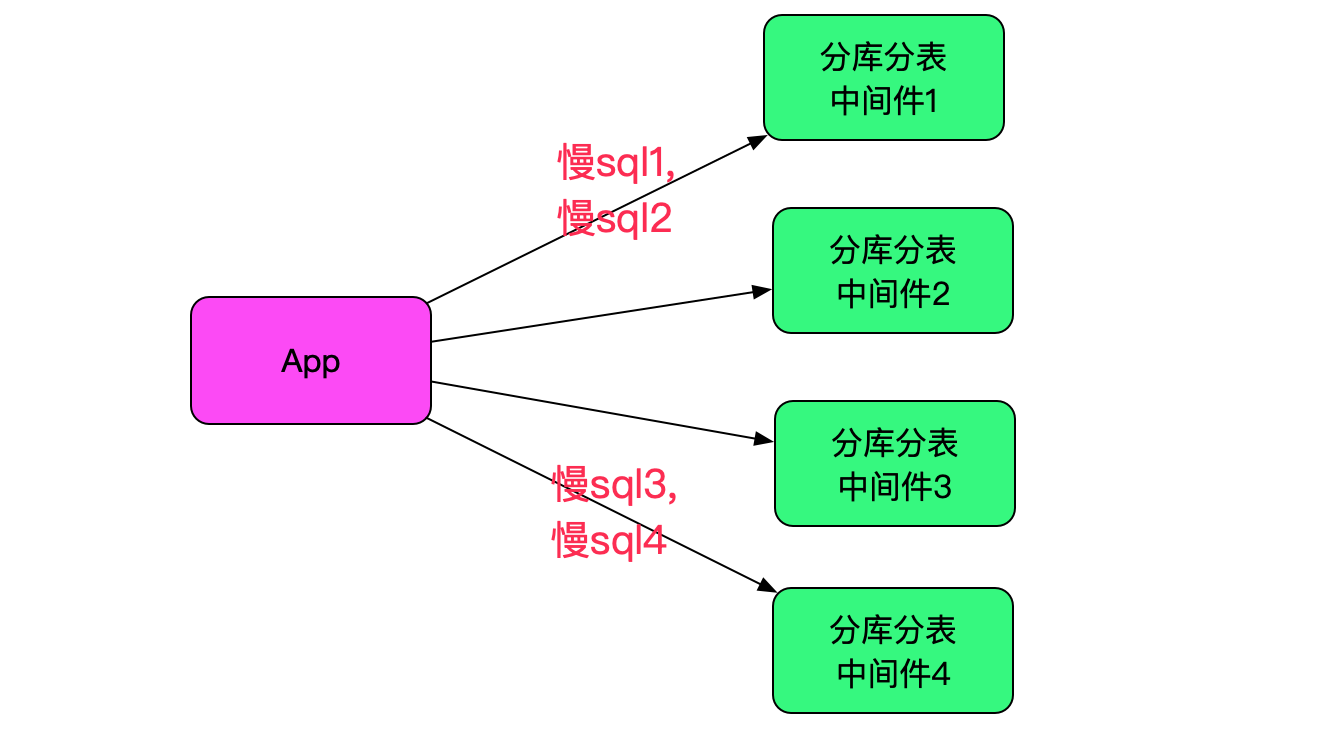 分库分表
中间件1
慢sql1,
慢sql2
分库分表
中间件2
App
分库分表
中间件3
慢sql3,
慢sql4
分库分表
中间件4